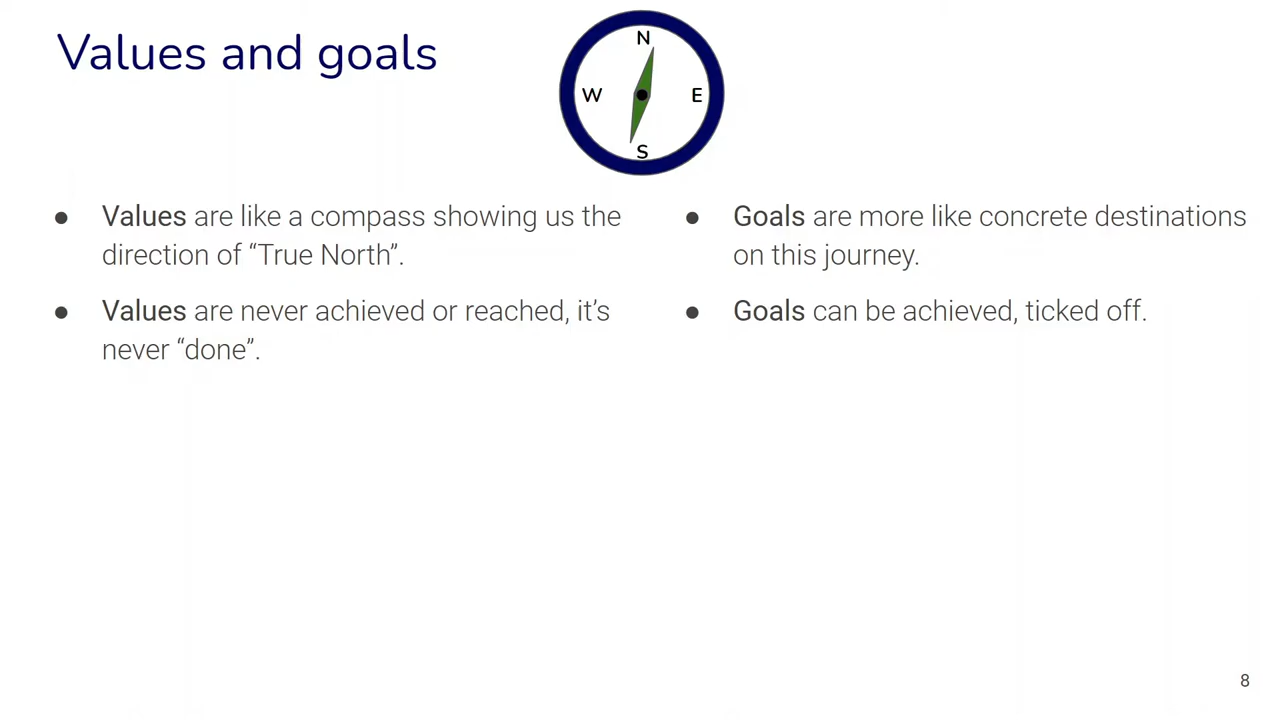 Values and goals
N
W
E
S
● Values are like a compass showing us the
direction of “True North”.
● Values are never achieved or reached, it’s
never “done”.
● Goals are more like concrete destinations
on this journey.
● Goals can be achieved, ticked off.
8